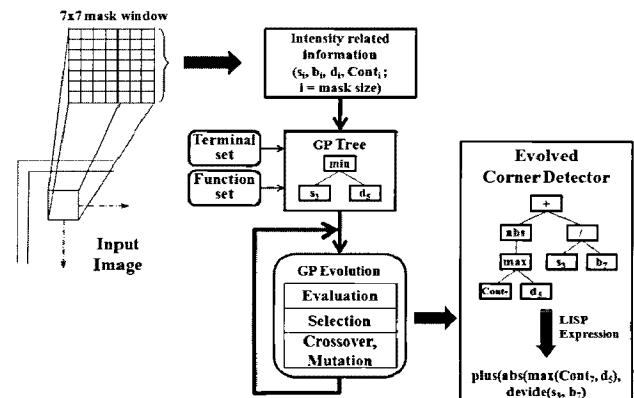 7x7 mask window
Intensity related
information
(sᵢ, bᵢ, dᵢ, Contᵢ ;
i = mask size)
Terminal
set
Function
set
GP Tree
min
s₃
d₅
Input
Image
GP Evolution
Evaluation
Selection
Crossover,
Mutation
Evolved
Corner Detector
+
abs
/
max
s₃
b₇
Cont₇
d₅
LISP
Expression
plus(abs(max(Cont₇, d₅),
devide(s₃, b₇)